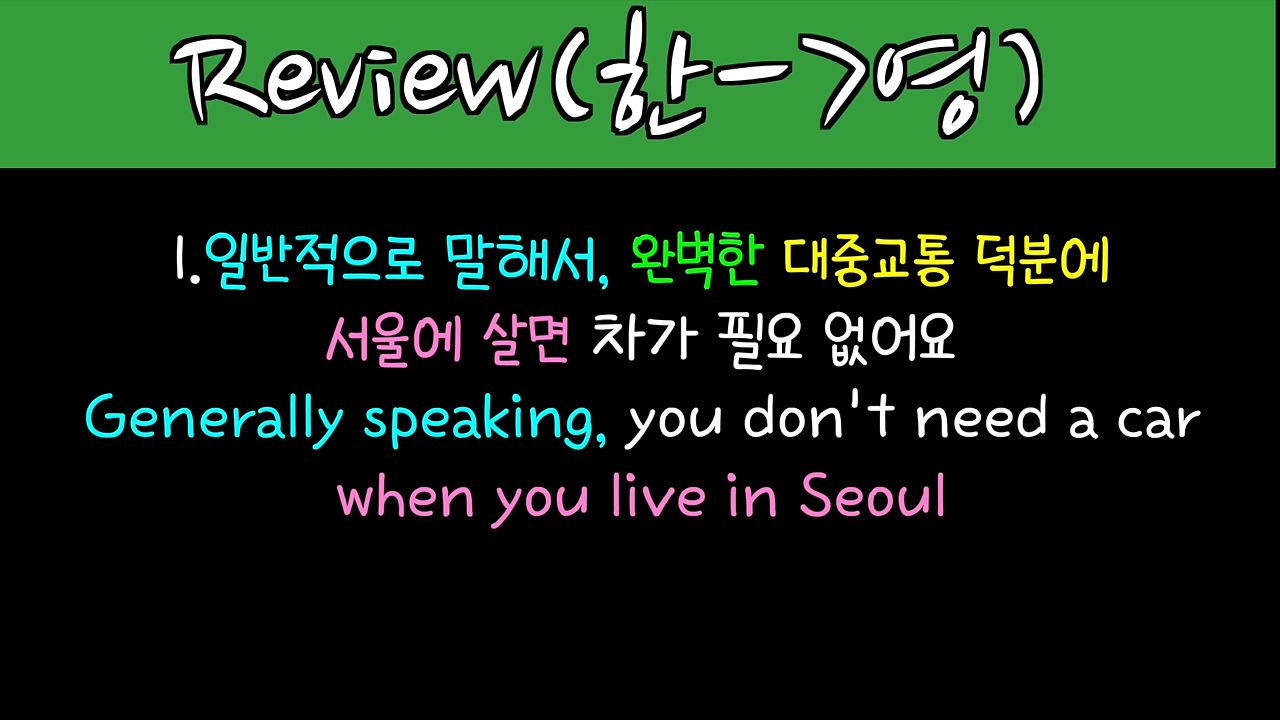 Review(한->영)
1.일반적으로 말해서, 완벽한 대중교통 덕분에
서울에 살면 차가 필요 없어요
Generally speaking, you don't need a car
when you live in Seoul